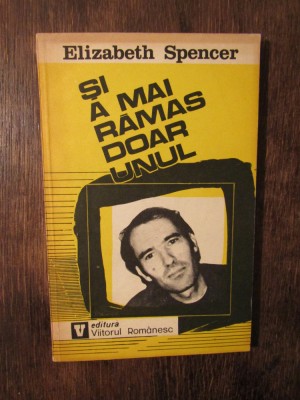 Elizabeth Spencer
ŞI
A MAI
RĂMAS
DOAR
UNUL
V editura
Viitorul Românesc